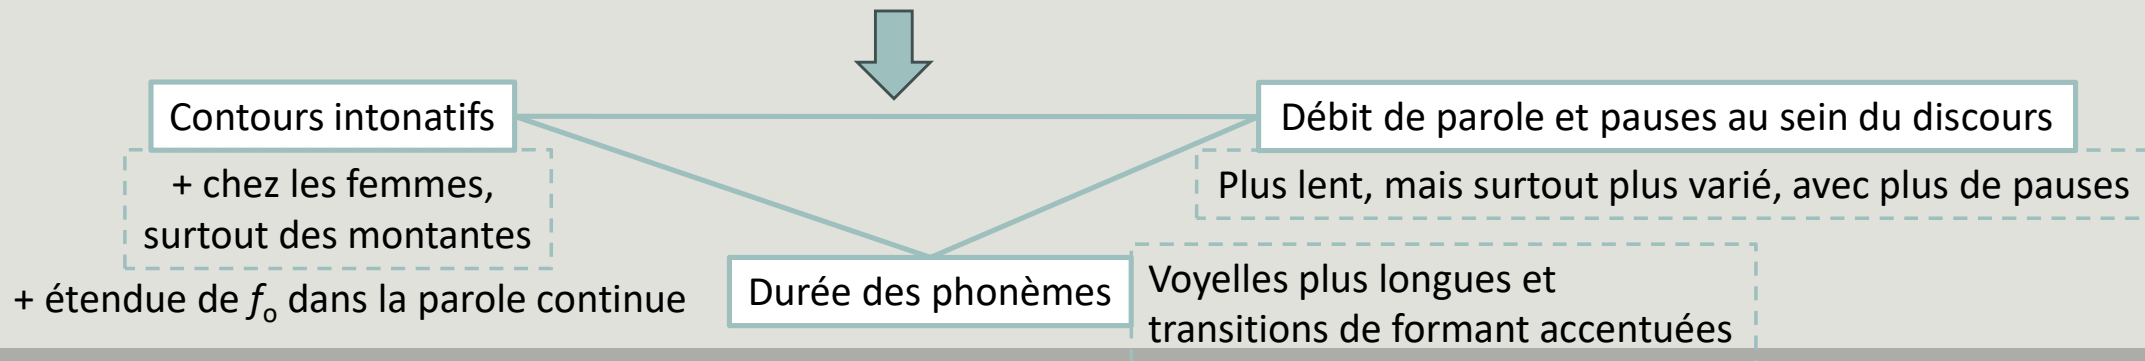 Contours intonatifs
+ chez les femmes,
surtout des montantes
+ étendue de fo dans la parole continue
Débit de parole et pauses au sein du discours
Plus lent, mais surtout plus varié, avec plus de pauses
Durée des phonèmes
Voyelles plus longues et
transitions de formant accentuées